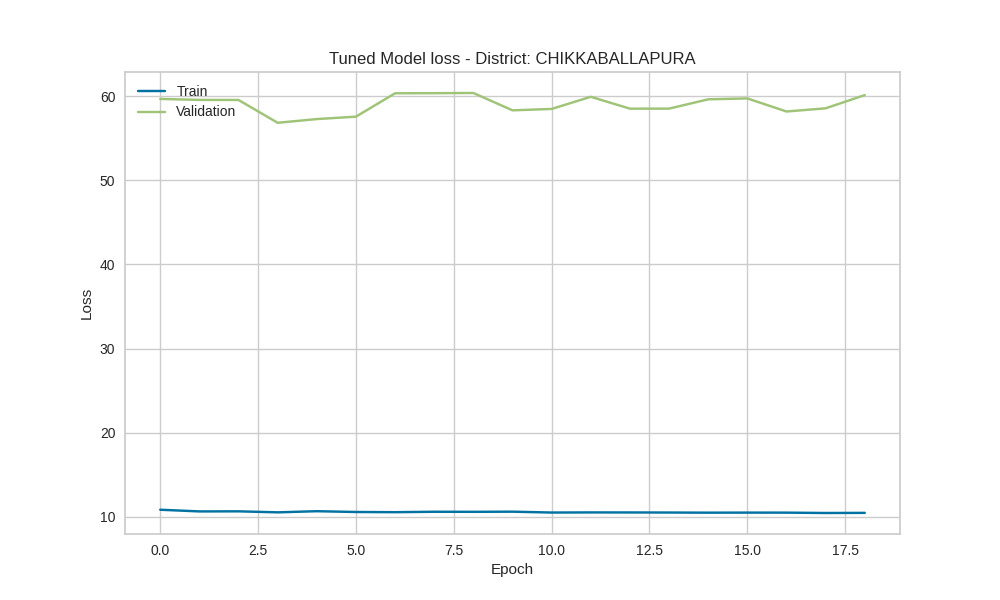 Tuned Model loss - District: CHIKKABALLAPURA
Train
Validation
60
50
40
30
20
10
Loss
0.0 2.5 5.0 7.5 10.0 12.5 15.0 17.5
Epoch